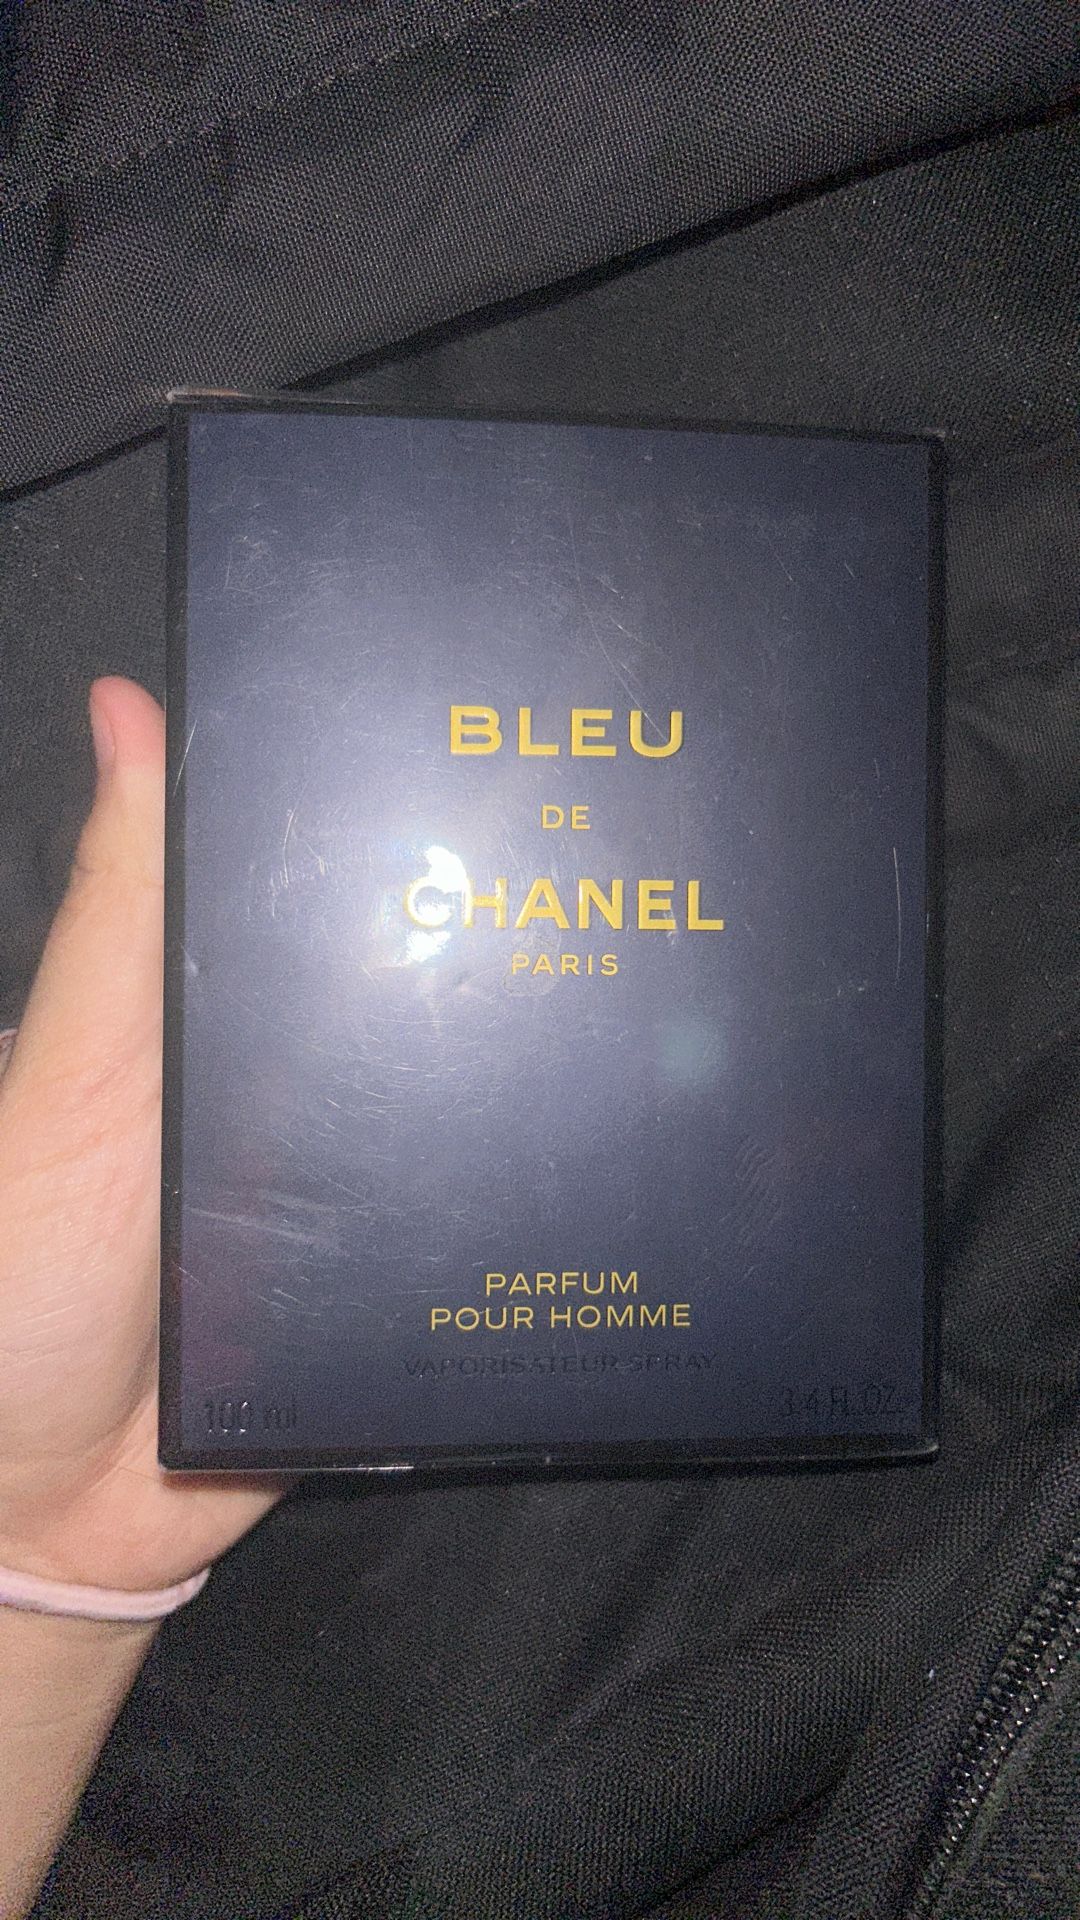 BLEU
DE
CHANEL
PARIS
PARFUM
POUR HOMME
VAPORISATEUR SPRAY
100 ml 3.4 FL.OZ.